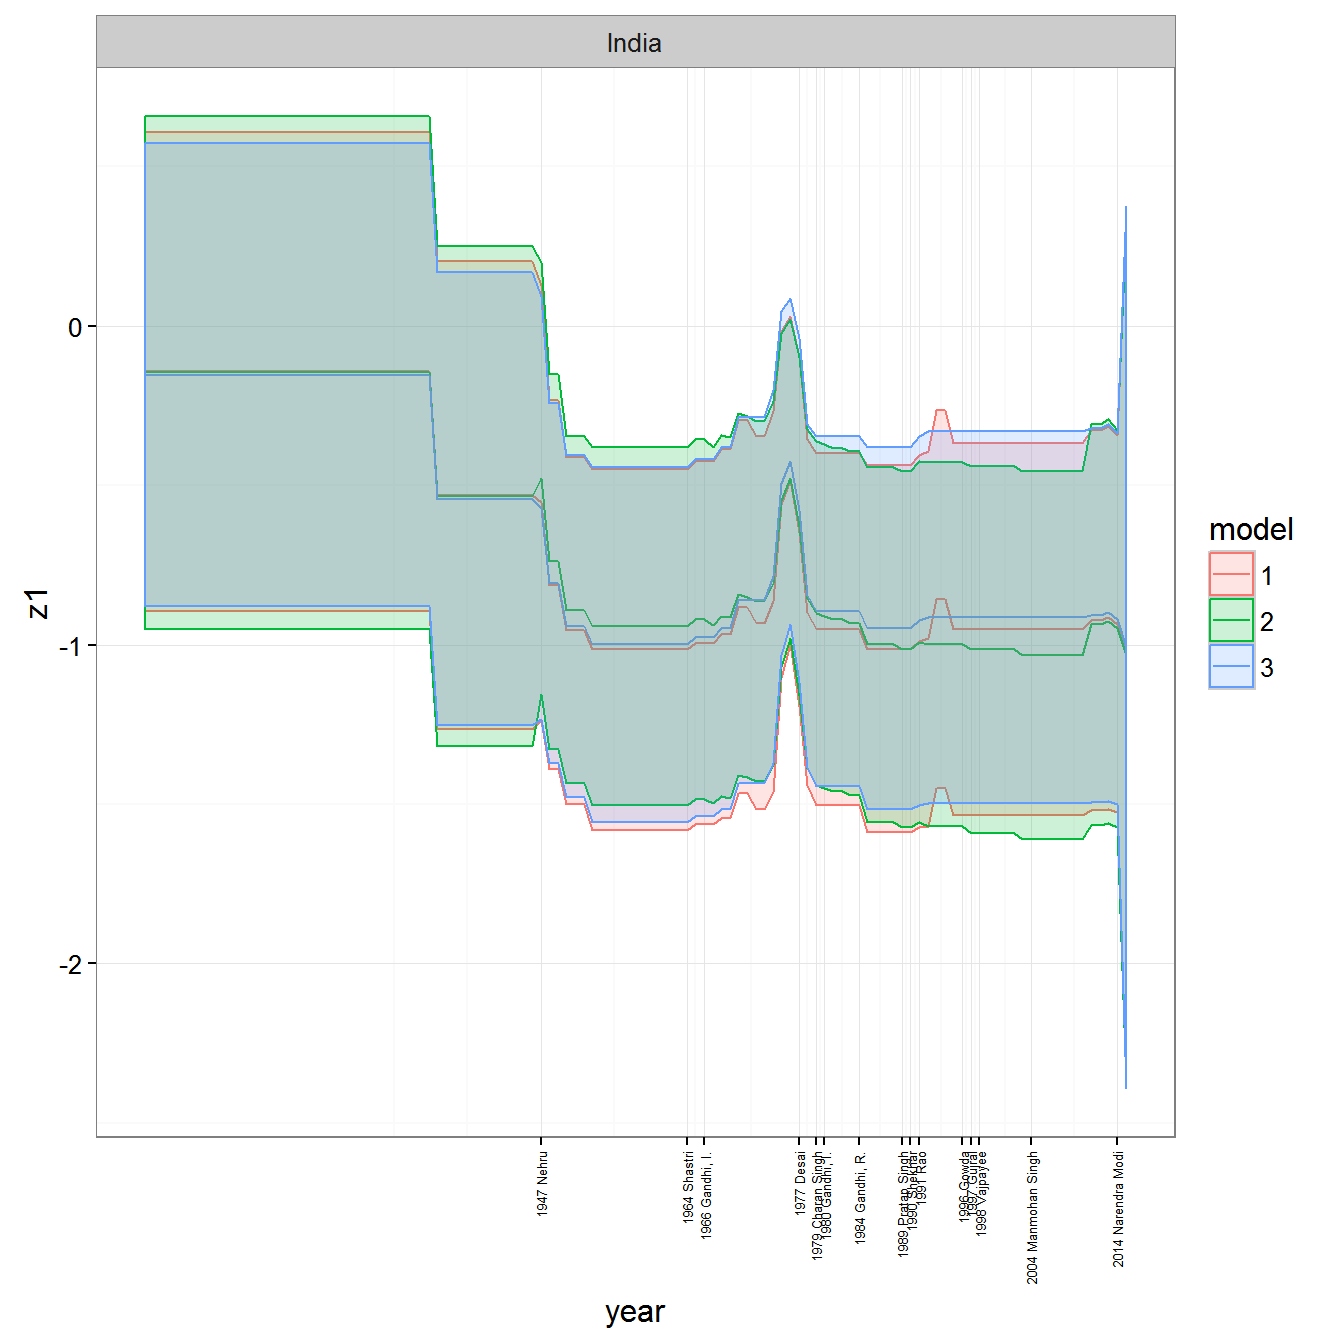 India
z1
0
-1
-2
model
1
2
3
1947 Nehru
1964 Shastri
1966 Gandhi, I.
1977 Desai
1979 Charan Singh
1980 Gandhi, I.
1984 Gandhi, R.
1989 Pratap Singh
1990 Shekhar
1991 Rao
1996 Gowda
1997 Gujral
1998 Vajpayee
2004 Manmohan Singh
2014 Narendra Modi
year